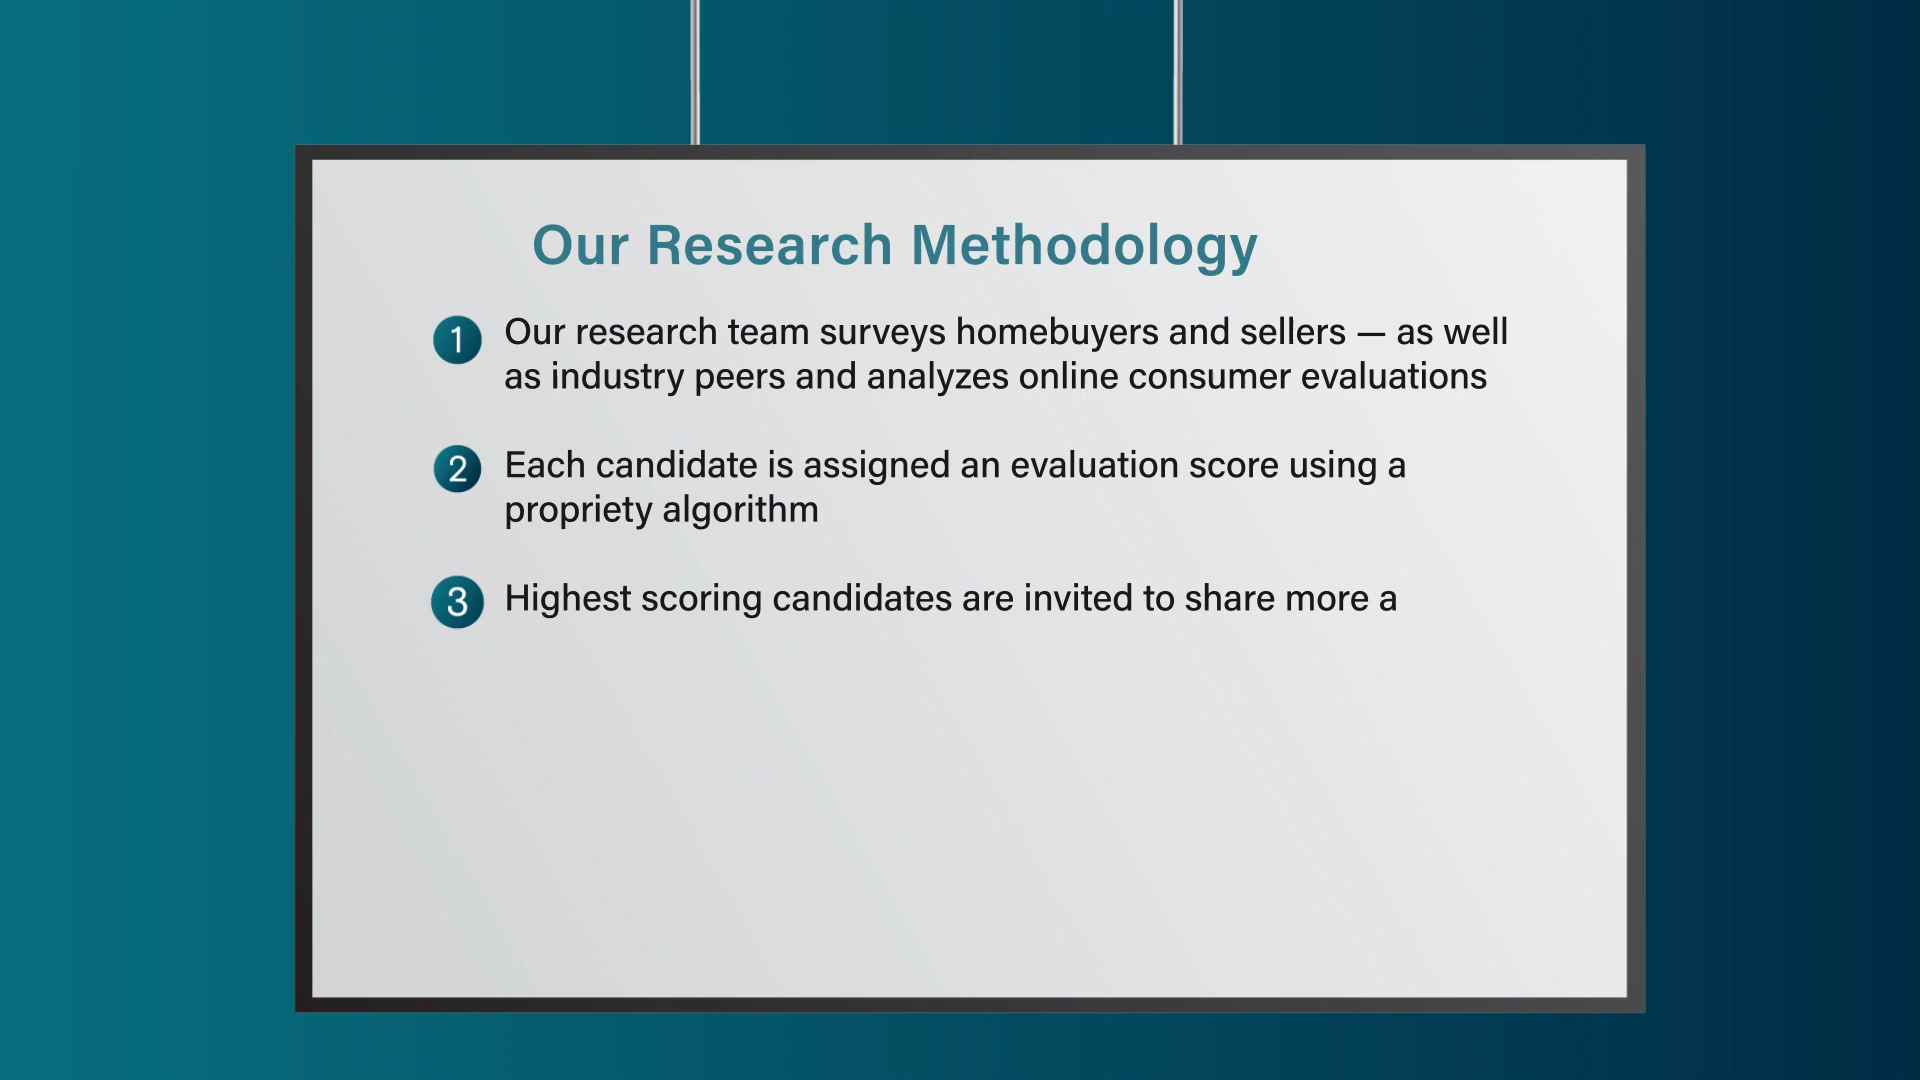 Our Research Methodology
1 Our research team surveys homebuyers and sellers — as well
as industry peers and analyzes online consumer evaluations
2 Each candidate is assigned an evaluation score using a
propriety algorithm
3 Highest scoring candidates are invited to share more a